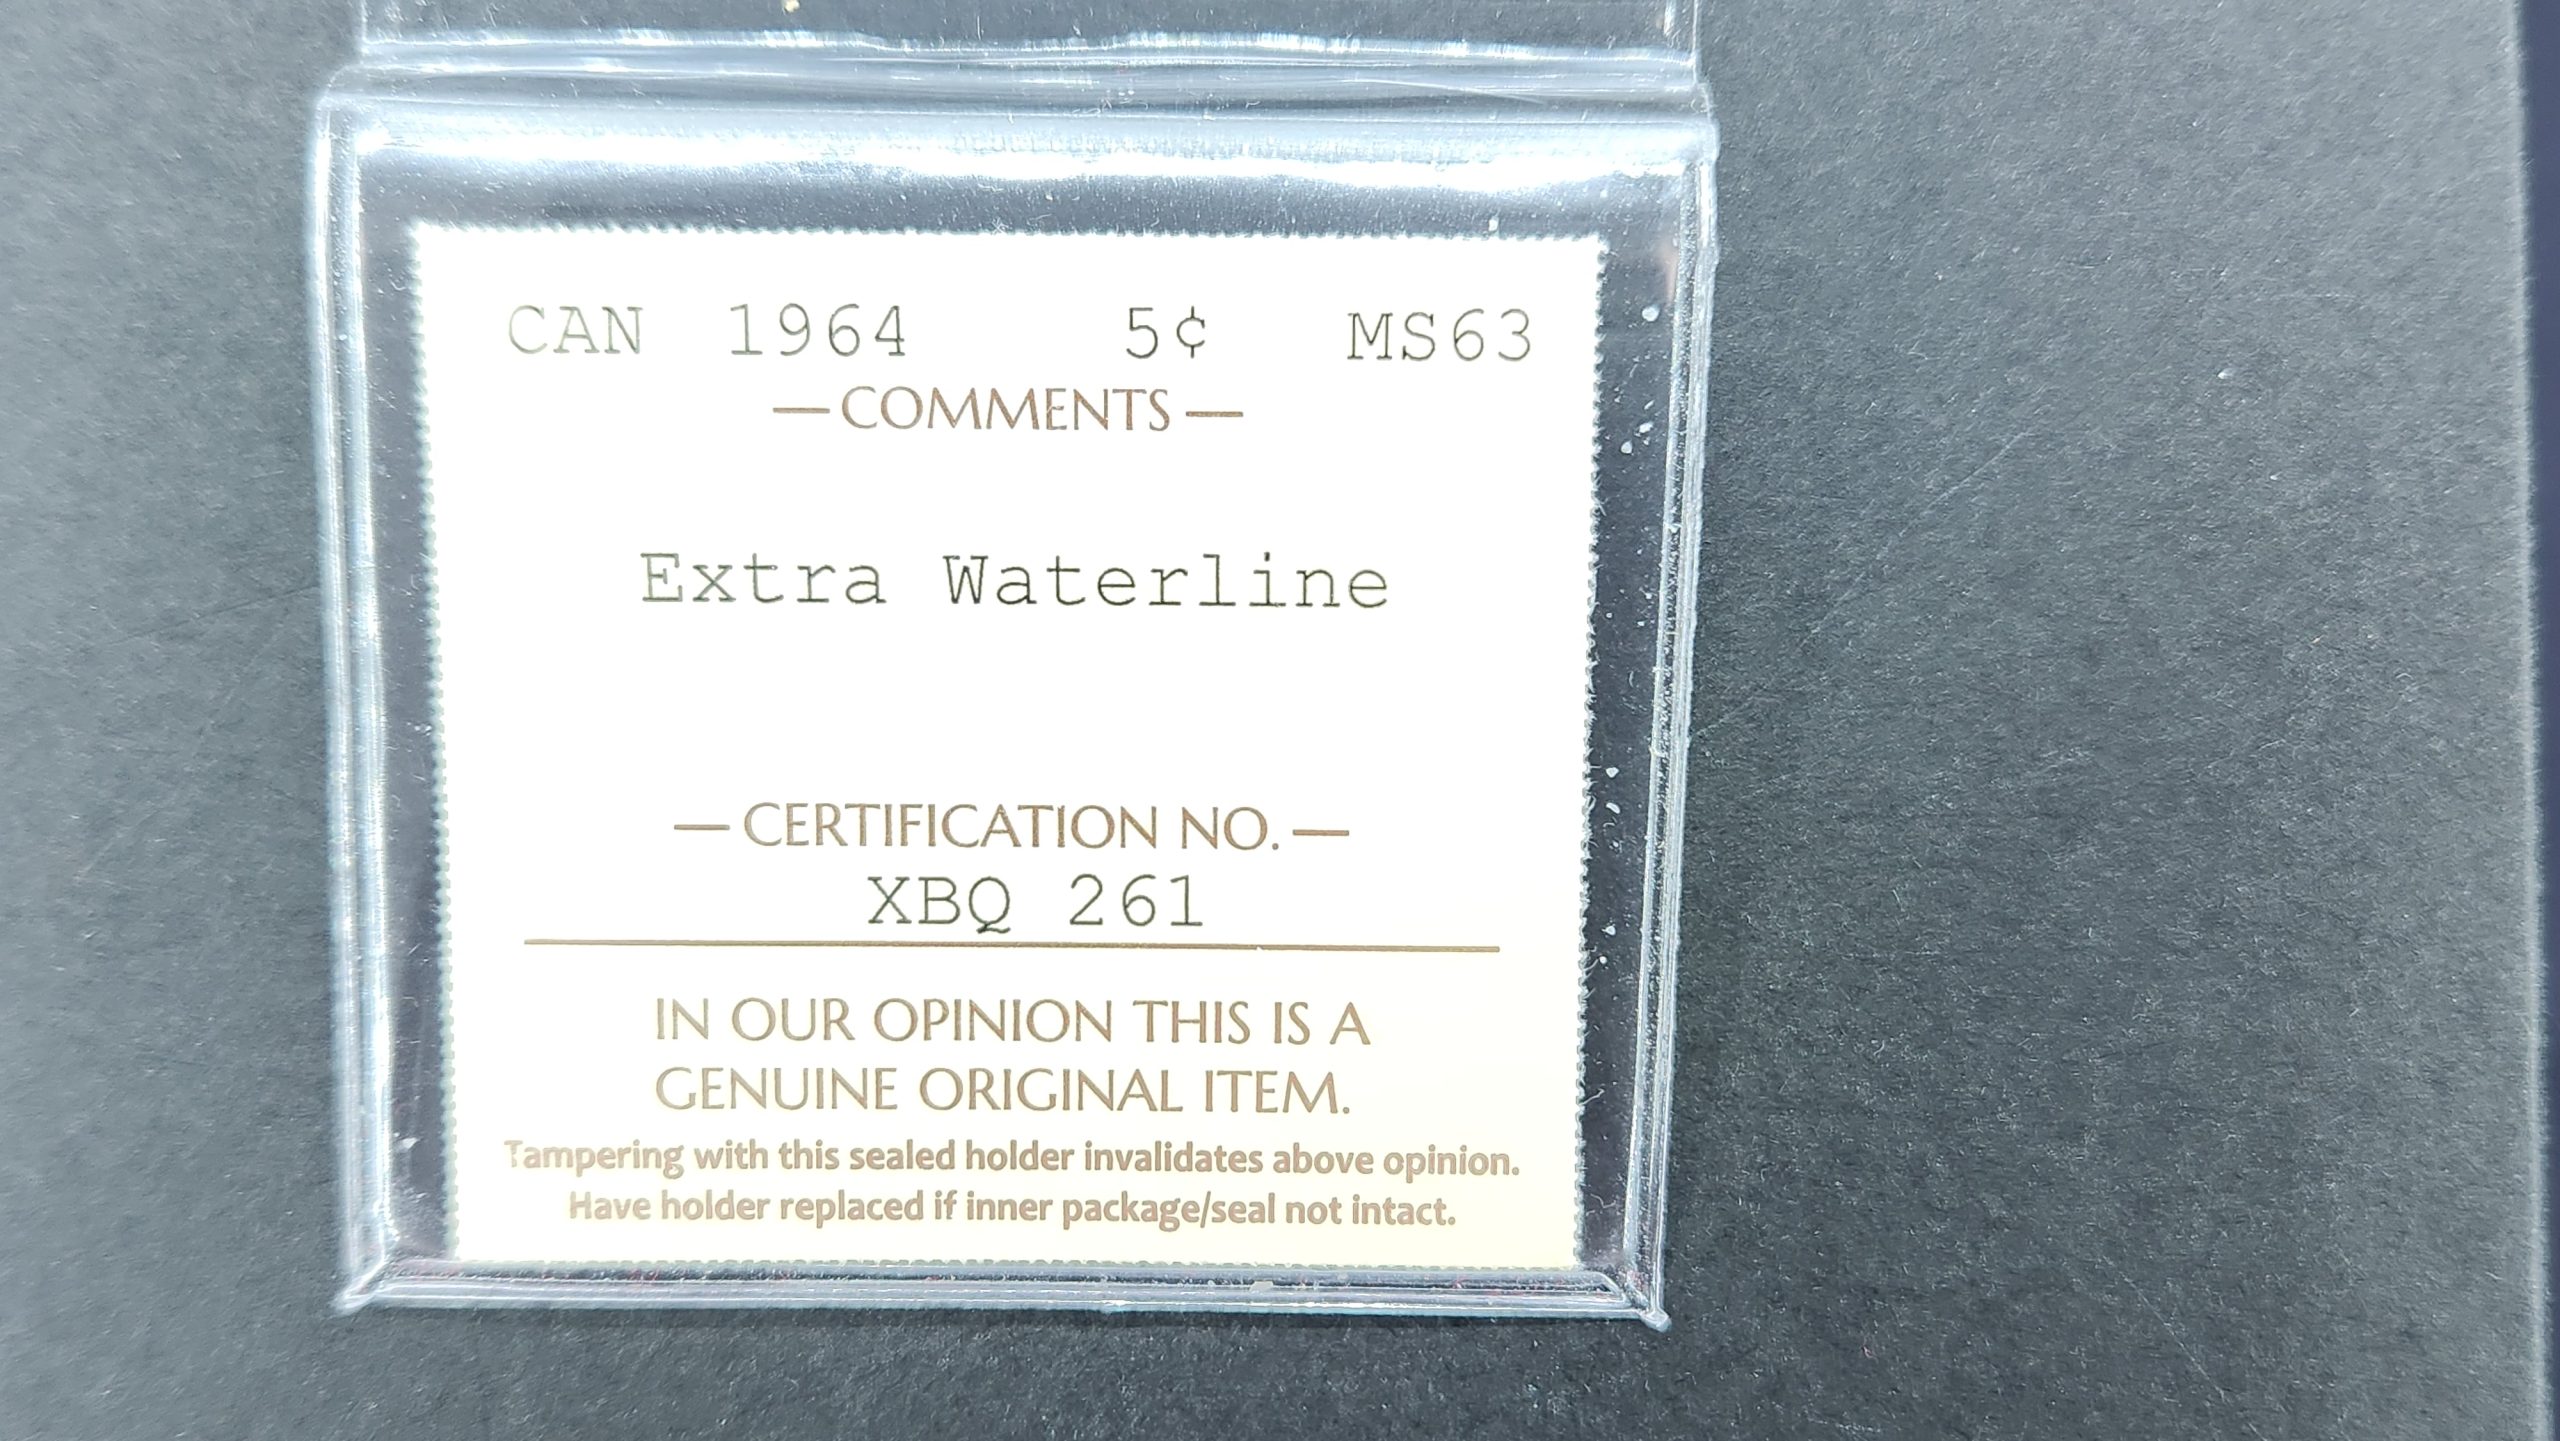 CAN 1964 5¢ MS63
— COMMENTS —
Extra Waterline
— CERTIFICATION NO. —
XBQ 261
IN OUR OPINION THIS IS A
GENUINE ORIGINAL ITEM.
Tampering with this sealed holder invalidates above opinion.
Have holder replaced if inner package/seal not intact.